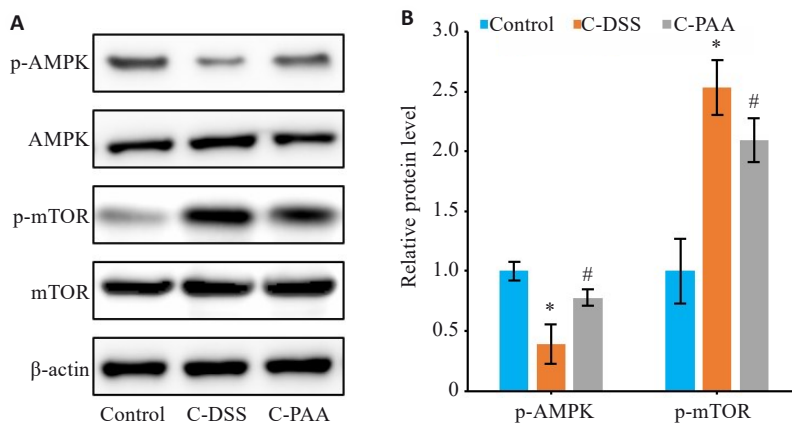 A
p-AMPK
AMPK
p-mTOR
mTOR
β-actin
Control C-DSS C-PAA
B
Control C-DSS C-PAA
Relative protein level
3.0
2.5
2.0
1.5
1.0
0.5
0
*
#
*
#
p-AMPK p-mTOR